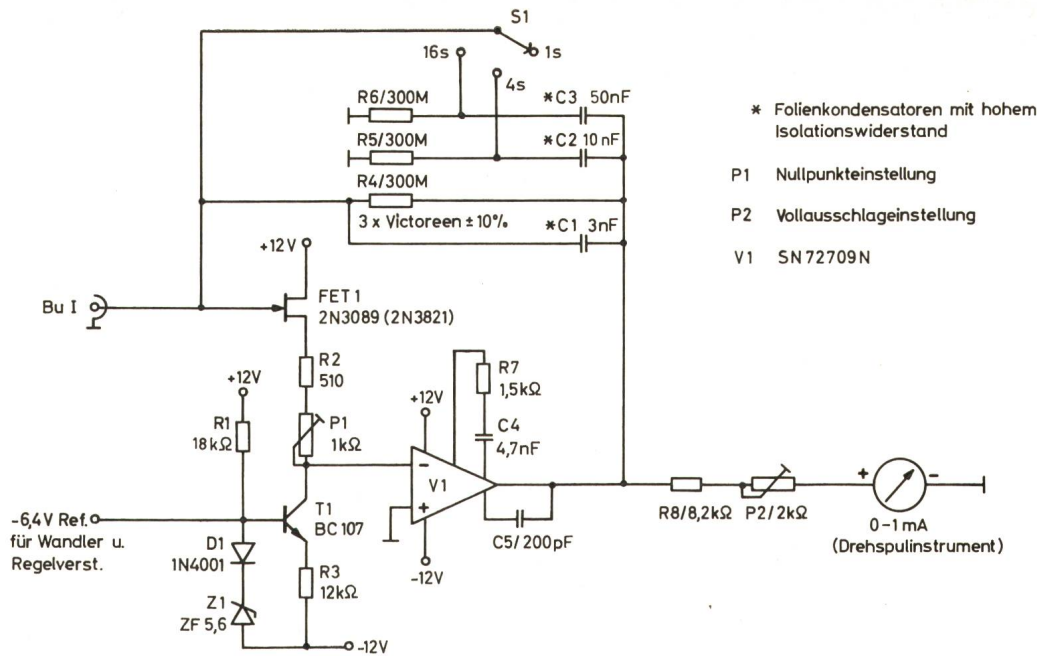 S1
16s
1s
4s
R6/300M
*C3 50nF
R5/300M
*C2 10nF
R4/300M
3 x Victoreen ± 10%
*C1 3nF
* Folienkondensatoren mit hohem
Isolationswiderstand
P1 Nullpunkteinstellung
P2 Vollausschlageinstellung
V1 SN72709N
+12V
Bu I
FET 1
2N3089 (2N3821)
R2
510
+12V
R1
18kΩ
P1
1kΩ
+12V
R7
1,5kΩ
C4
4,7nF
-
V1
+
-12V
C5/200pF
R8/8,2kΩ
P2/2kΩ
+
-
0-1mA
(Drehspulinstrument)
-6,4V Ref.
für Wandler u.
Regelverst.
T1
BC107
D1
1N4001
R3
12kΩ
Z1
ZF 5,6
-12V